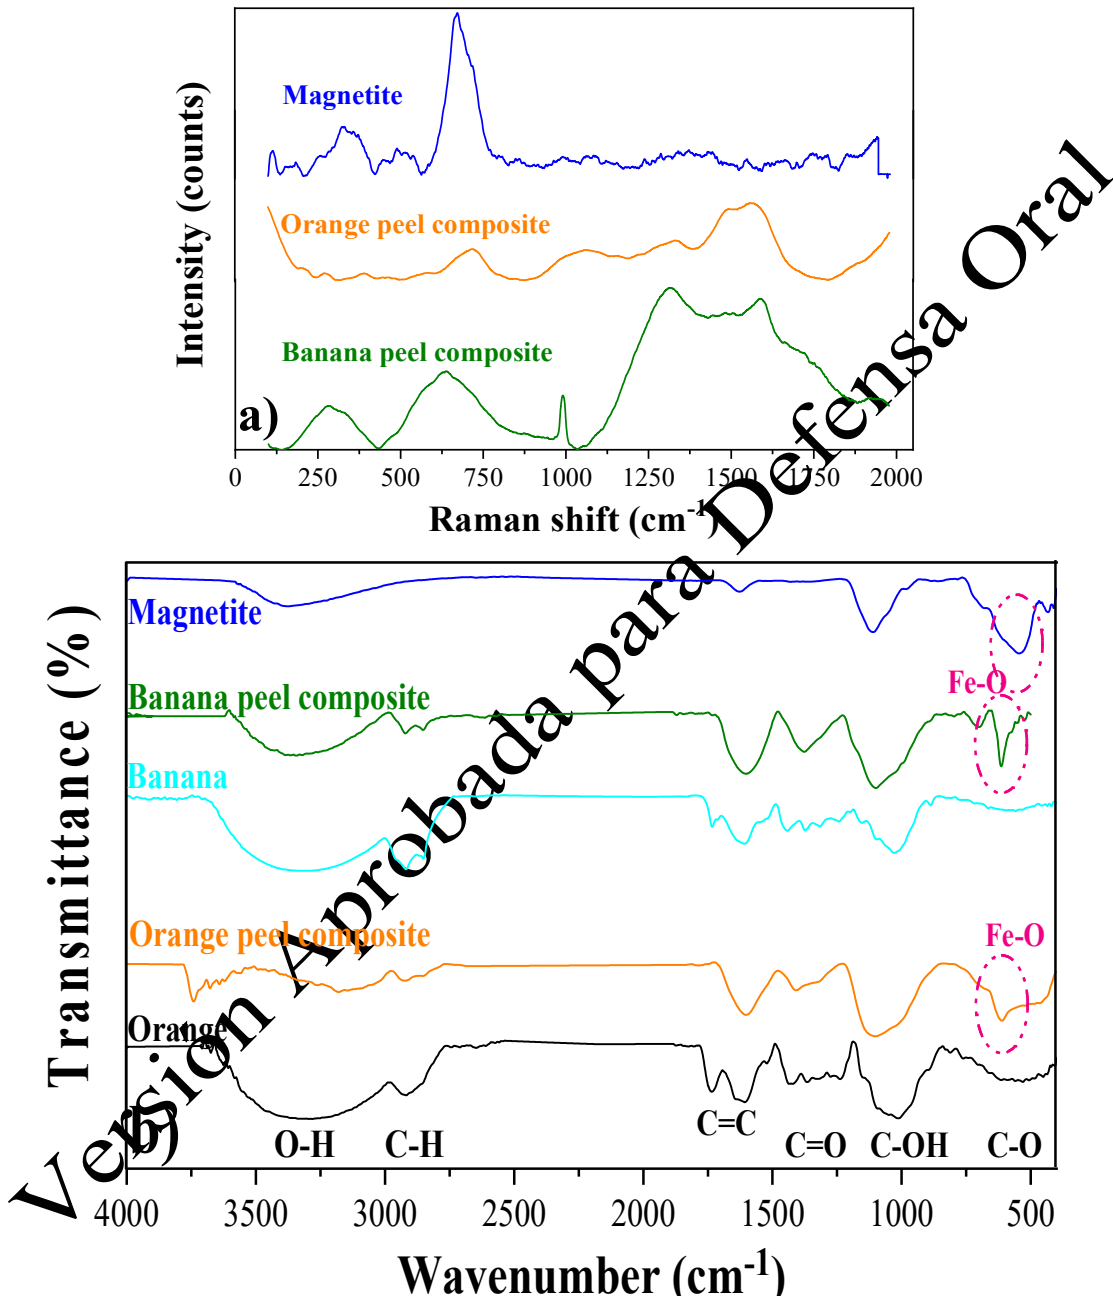 Magnetite
Orange peel composite
Banana peel composite
a)
Intensity (counts)
0 250 500 750 1000 1250 1500 1750 2000
Raman shift (cm-1)
Magnetite
Fe-O
Banana peel composite
Banana
Orange peel composite
Fe-O
Orange
b)
O-H C-H C=C C=O C-OH C-O
Transmittance (%)
4000 3500 3000 2500 2000 1500 1000 500
Wavenumber (cm-1)
Version Aprobada para Defensa Oral